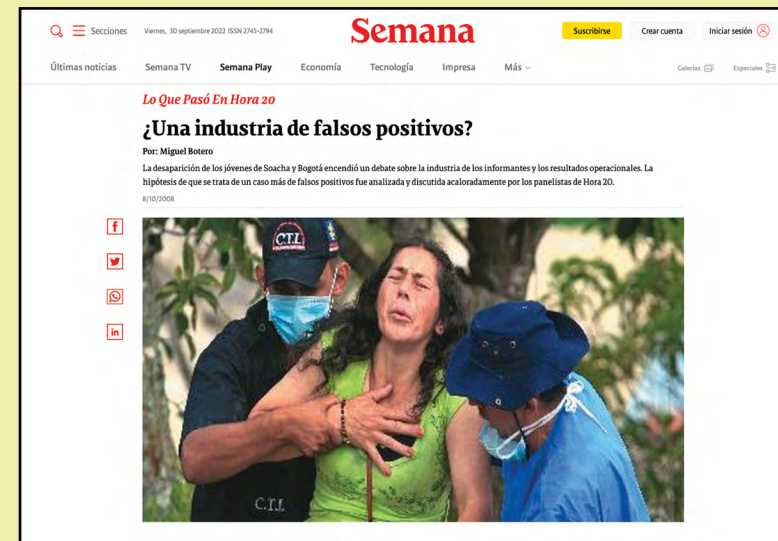 Secciones
Viernes, 30 septiembre 2022 ISSN 2745-2794
Semana
Suscribirse
Crear cuenta
Iniciar sesión
Últimas noticias
Semana TV
Semana Play
Economía
Tecnología
Impresa
Más
Galerías
Especiales
Lo Que Pasó En Hora 20
¿Una industria de falsos positivos?
Por: Miguel Botero
La desaparición de los jóvenes de Soacha y Bogotá encendió un debate sobre la industria de los informantes y los resultados operacionales. La
hipótesis de que se trata de un caso más de falsos positivos fue analizada y discutida acaloradamente por los panelistas de Hora 20.
8/10/2008
C.T.I.
C.T.I.